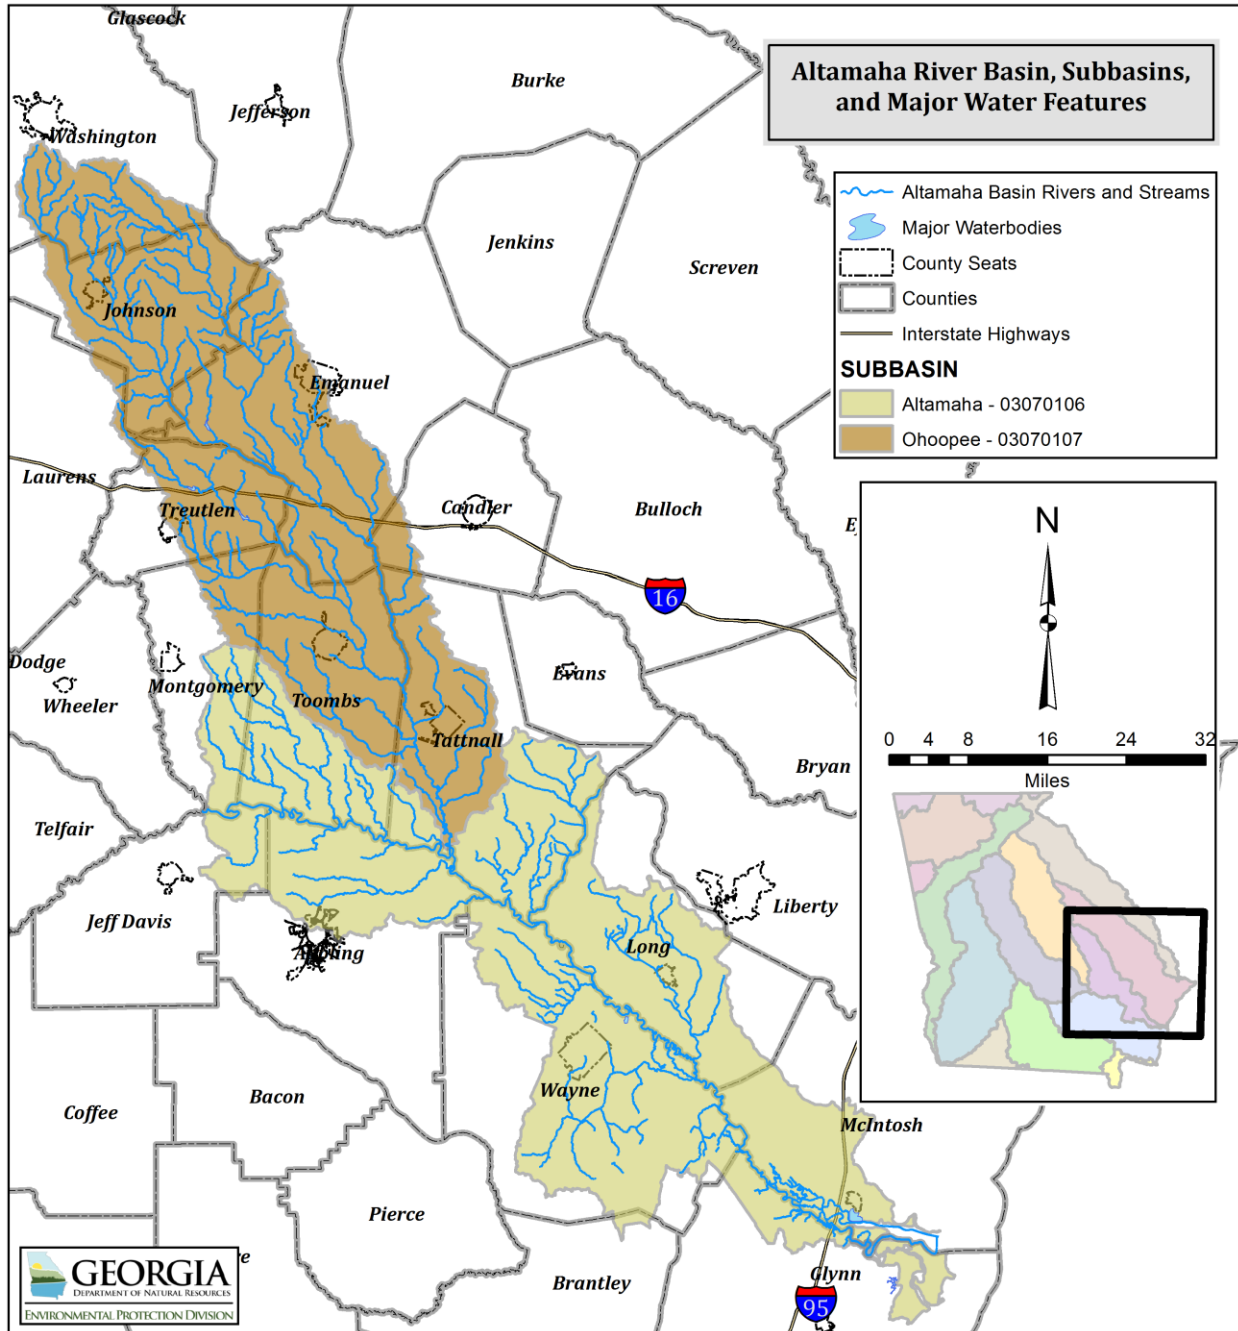 Glascock
Burke
Jefferson
Washington
Altamaha River Basin, Subbasins,
and Major Water Features
Altamaha Basin Rivers and Streams
Major Waterbodies
County Seats
Counties
Interstate Highways
SUBBASIN
Altamaha - 03070106
Ohoopee - 03070107
Jenkins
Screven
Johnson
Emanuel
Laurens
Treutlen
Candler
Bulloch
E
16
N
0 4 8 16 24 32
Miles
Dodge
Wheeler
Montgomery
Toombs
Evans
Tattnall
Bryan
Telfair
Jeff Davis
Appling
Liberty
Long
Coffee
Bacon
Wayne
McIntosh
Pierce
Brantley
Glynn
95
re
GEORGIA
DEPARTMENT OF NATURAL RESOURCES
ENVIRONMENTAL PROTECTION DIVISION